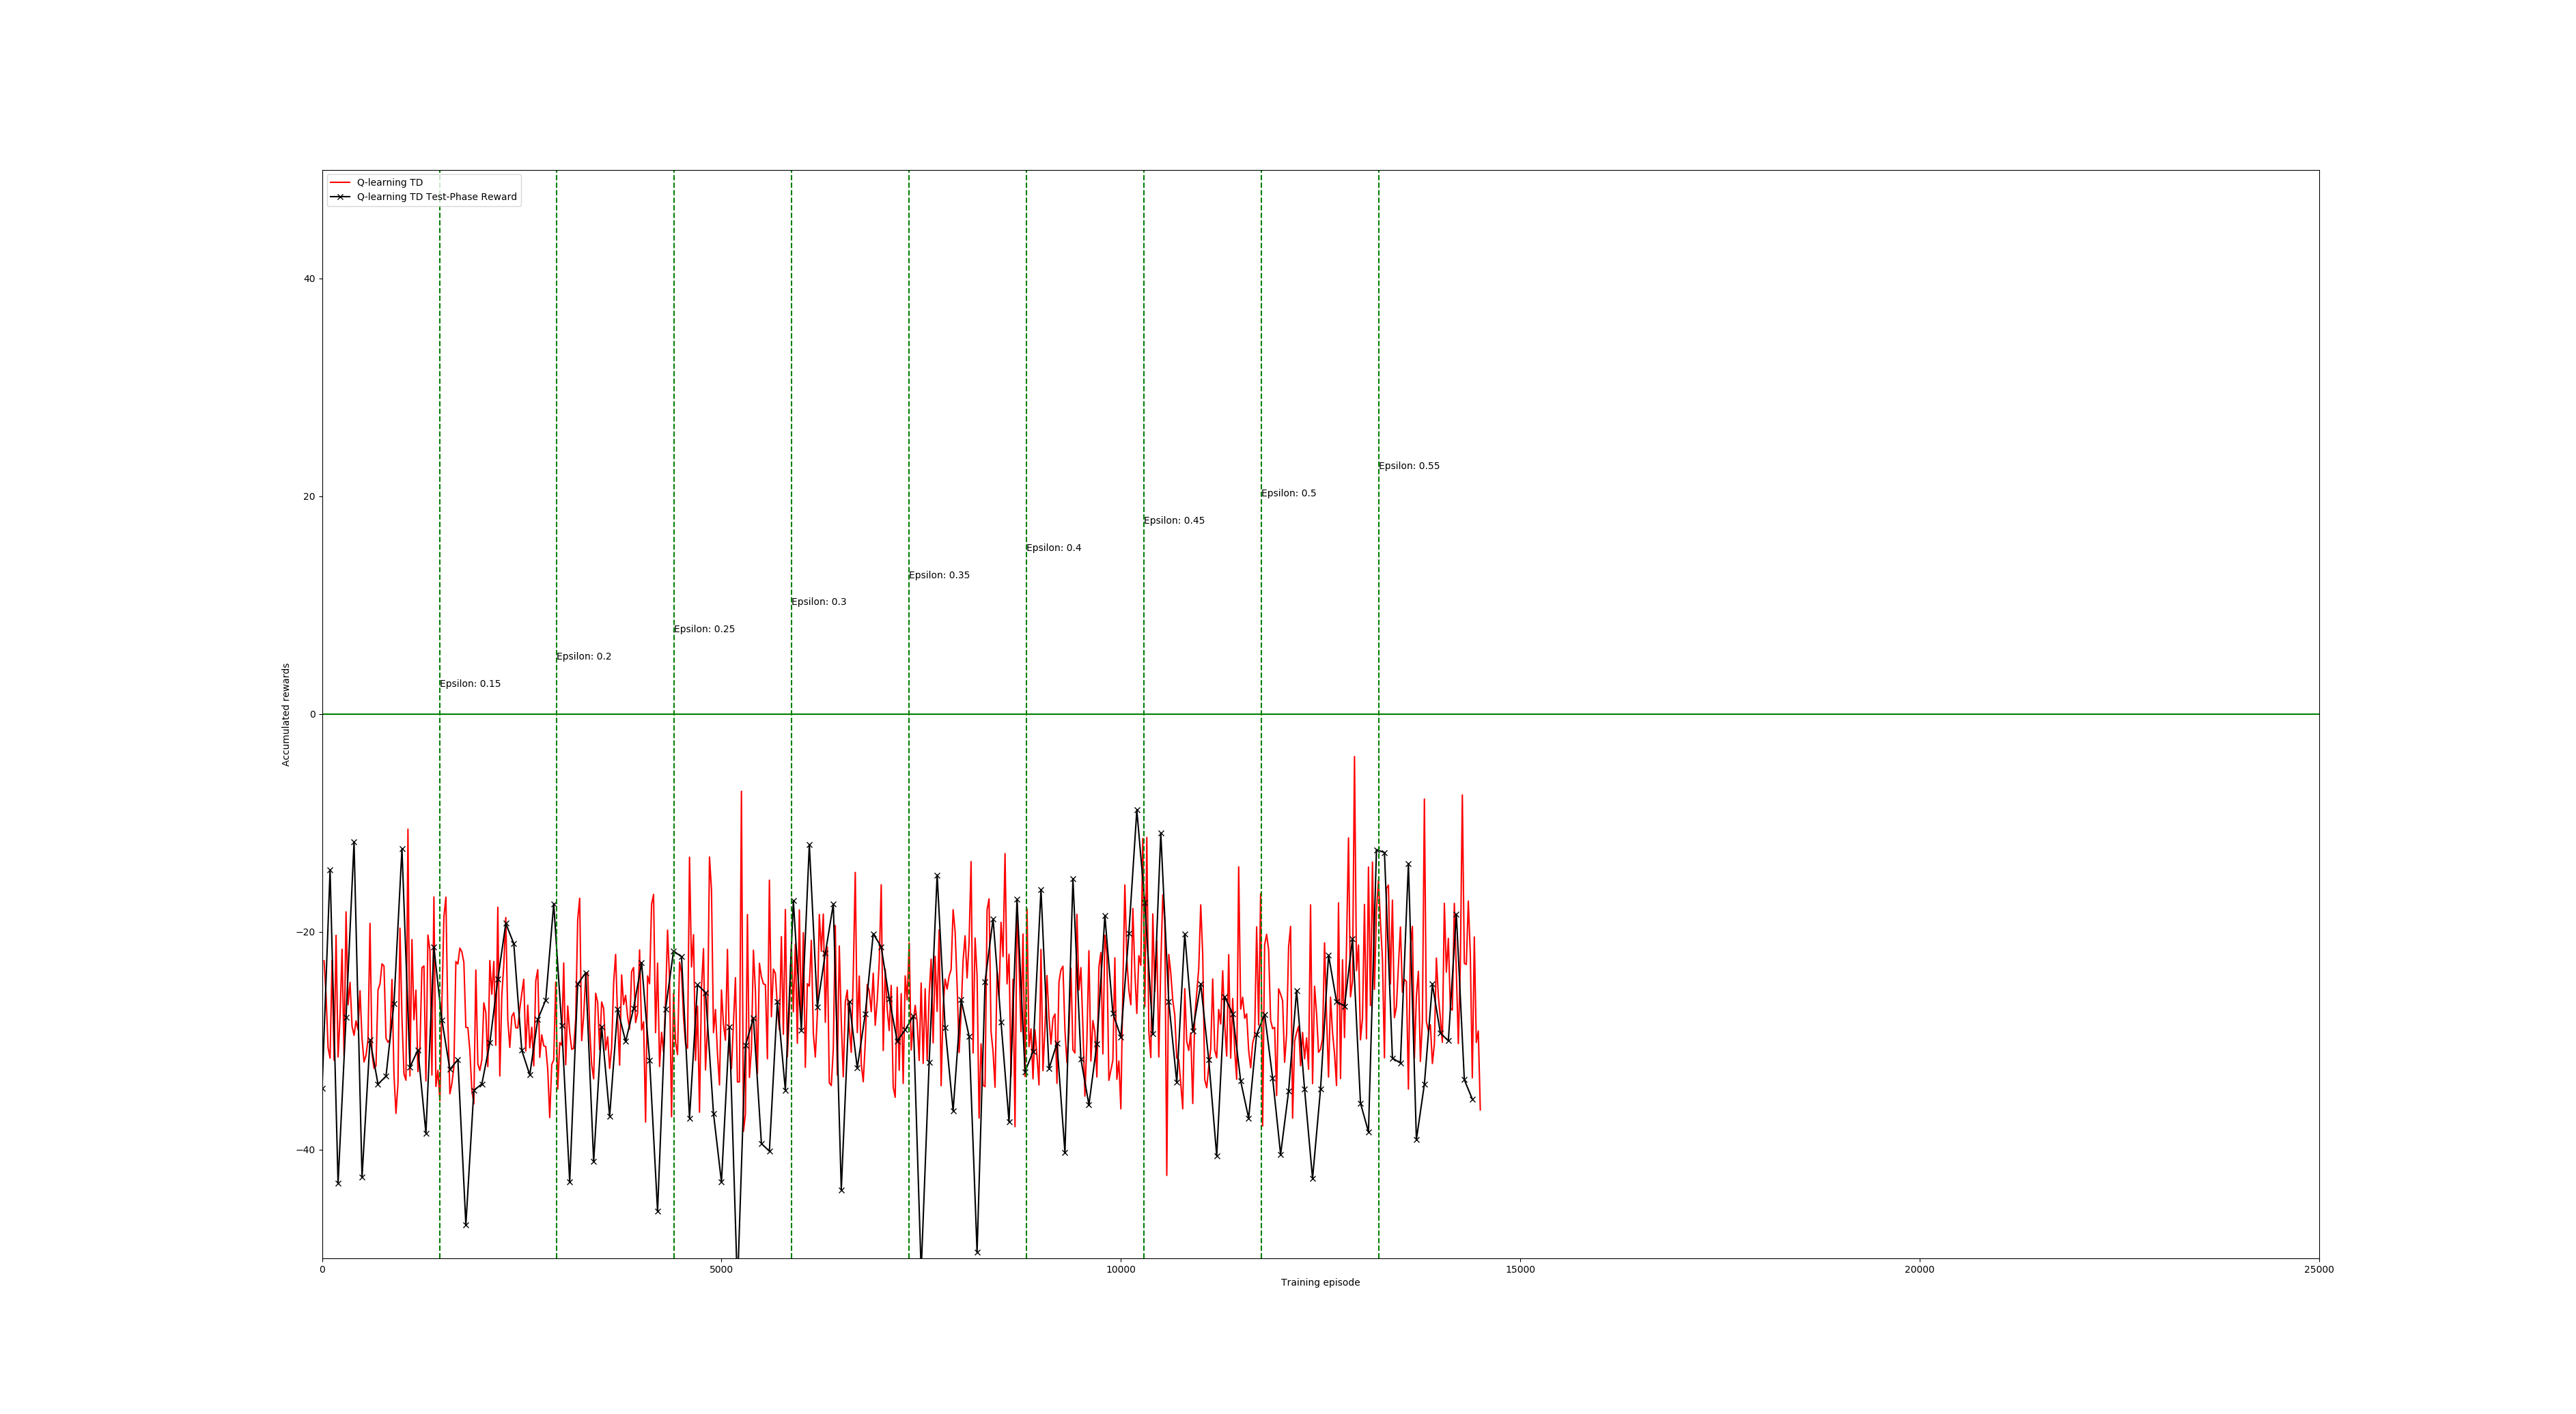 Q-learning TD
Q-learning TD Test-Phase Reward
40
20
0
−20
−40
Accumulated rewards
Epsilon: 0.55
Epsilon: 0.5
Epsilon: 0.45
Epsilon: 0.4
Epsilon: 0.35
Epsilon: 0.3
Epsilon: 0.25
Epsilon: 0.2
Epsilon: 0.15
0 5000 10000 15000 20000 25000
Training episode